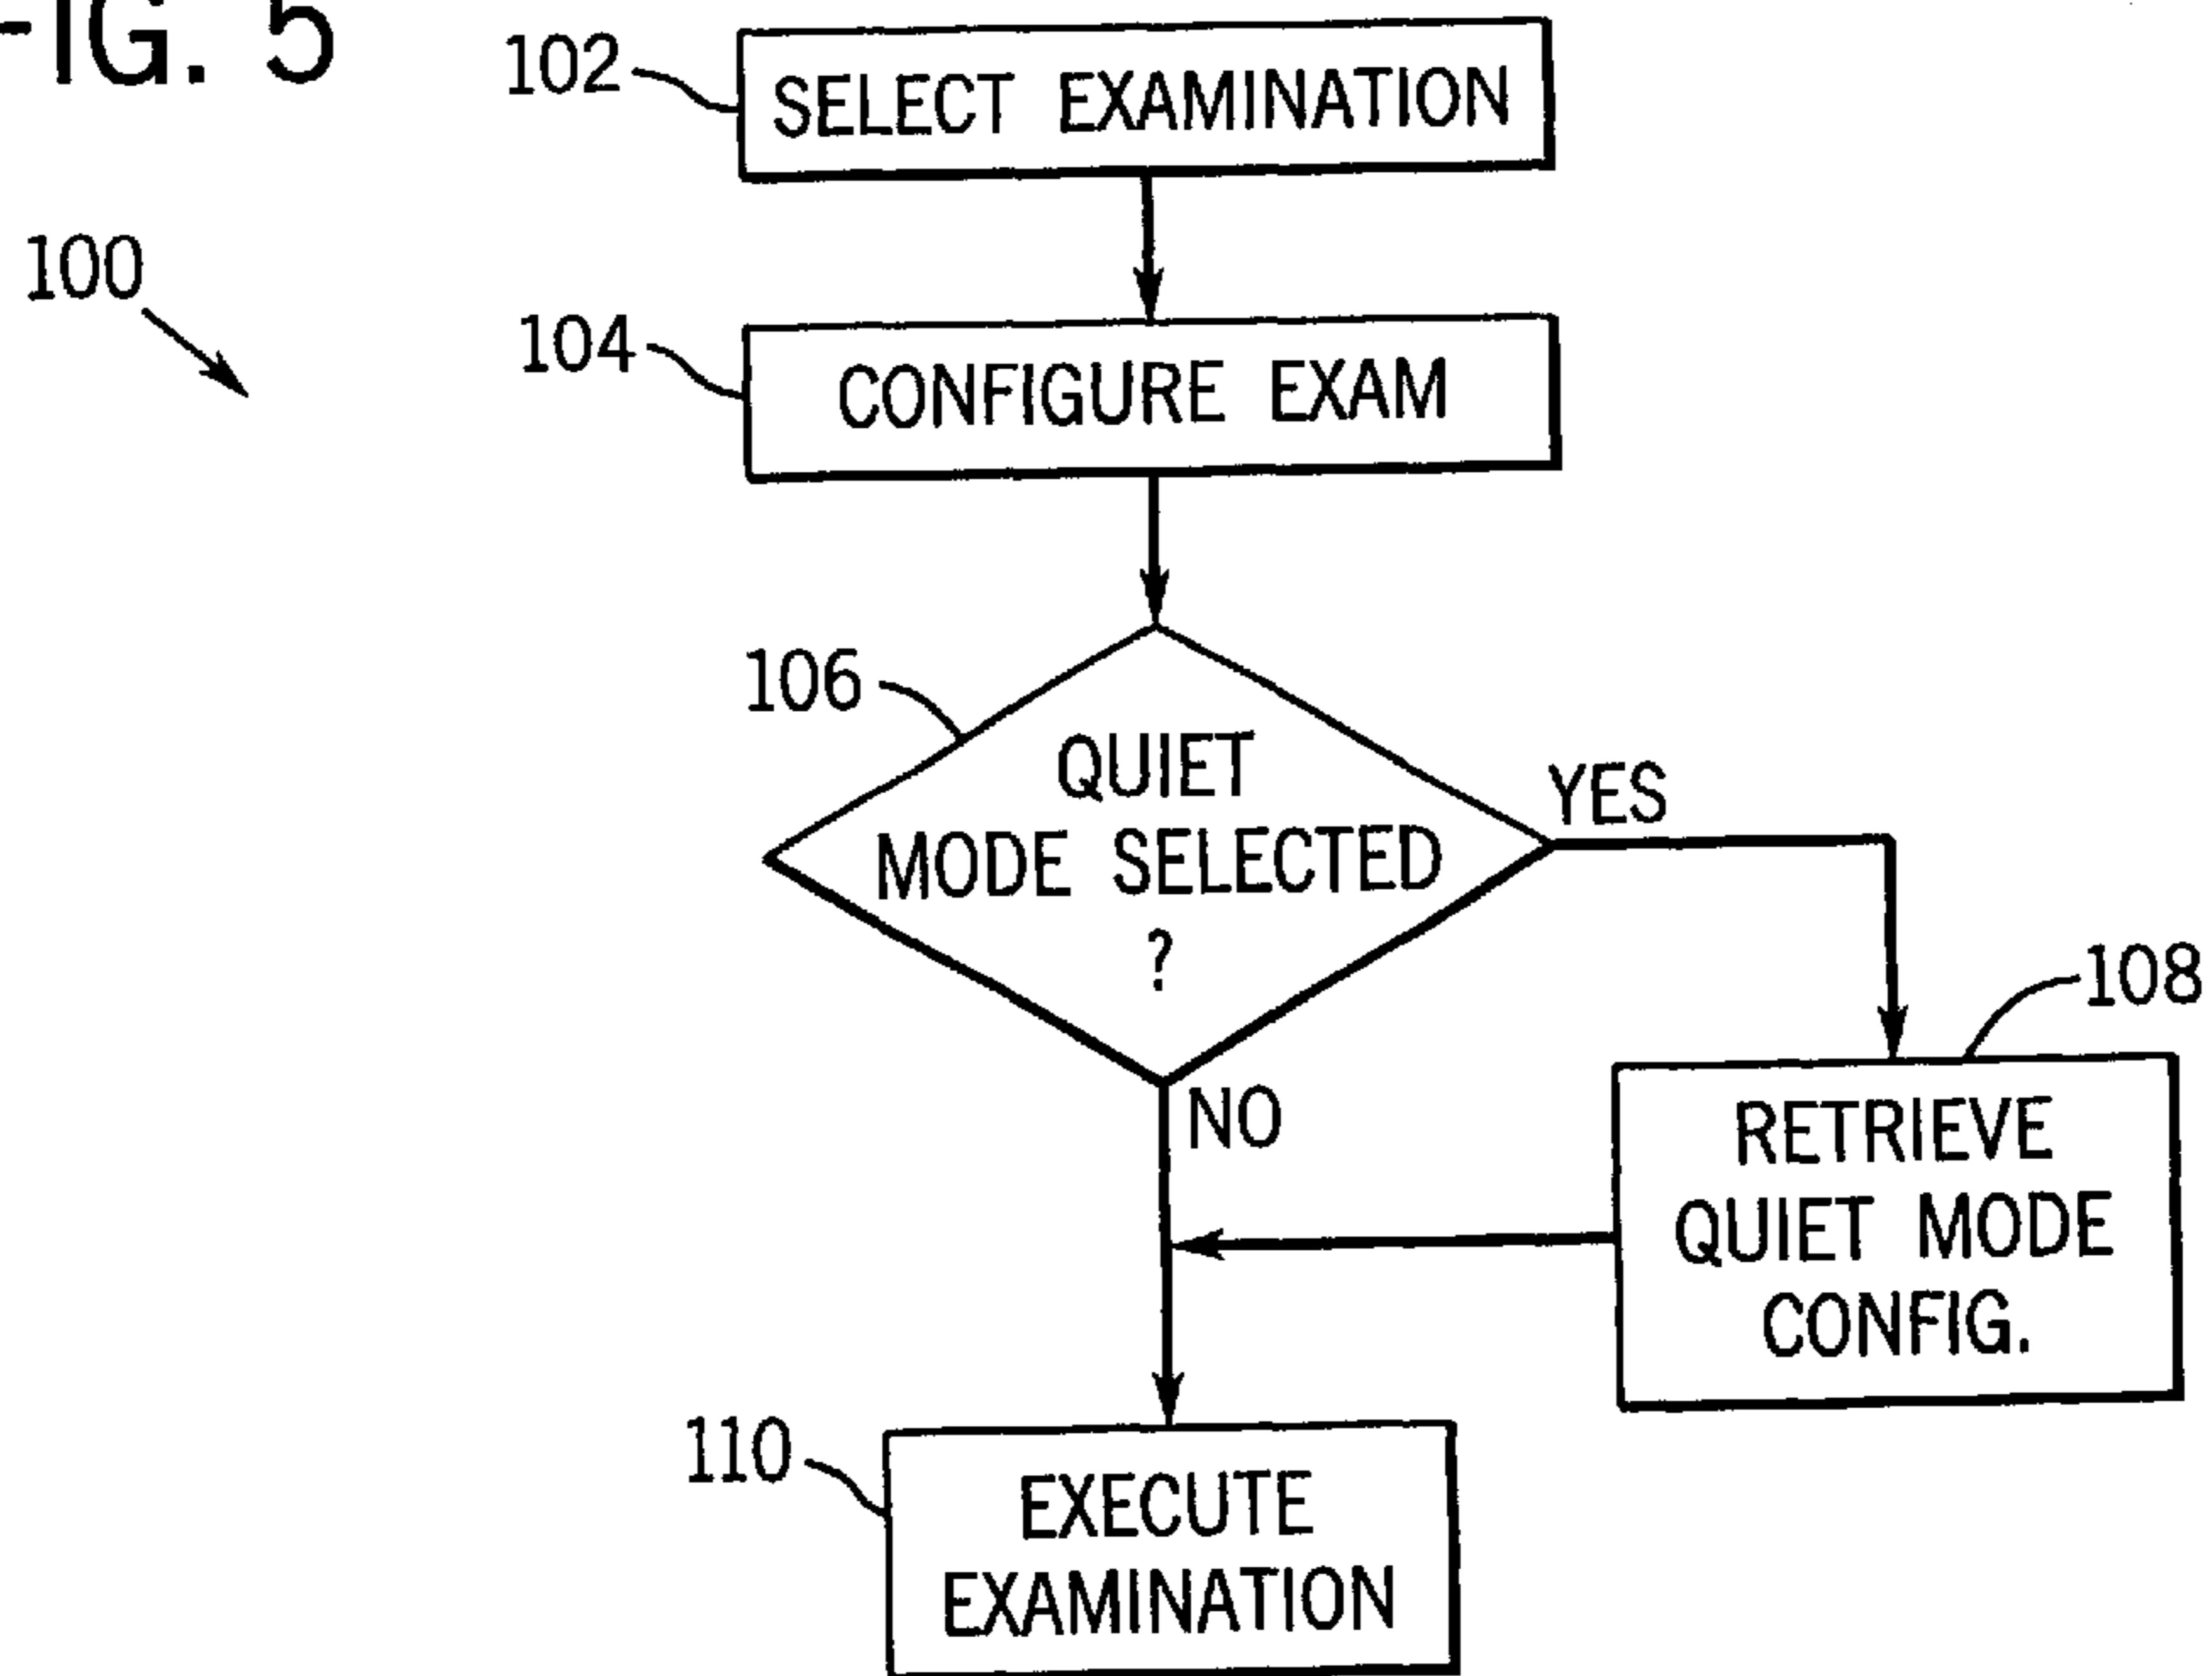 FIG. 5
102
SELECT EXAMINATION
100
104
CONFIGURE EXAM
106
QUIET
MODE SELECTED
?
YES
108
NO
RETRIEVE
QUIET MODE
CONFIG.
110
EXECUTE
EXAMINATION